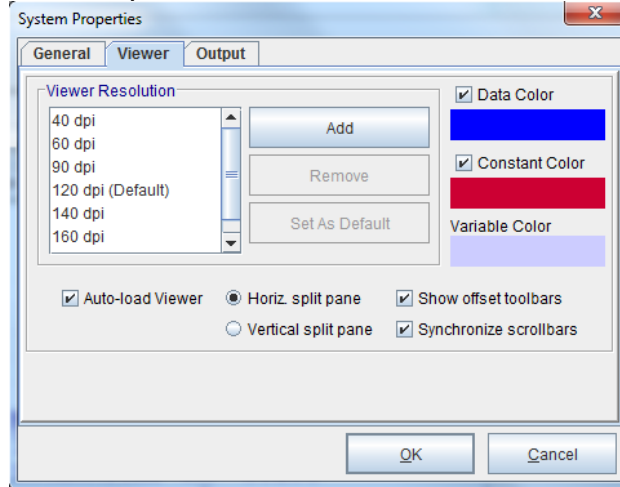 System Properties
General Viewer Output
Viewer Resolution
40 dpi
60 dpi
90 dpi
120 dpi (Default)
140 dpi
160 dpi
Add
Remove
Set As Default
Data Color
Constant Color
Variable Color
Auto-load Viewer
Horiz. split pane
Vertical split pane
Show offset toolbars
Synchronize scrollbars
OK Cancel